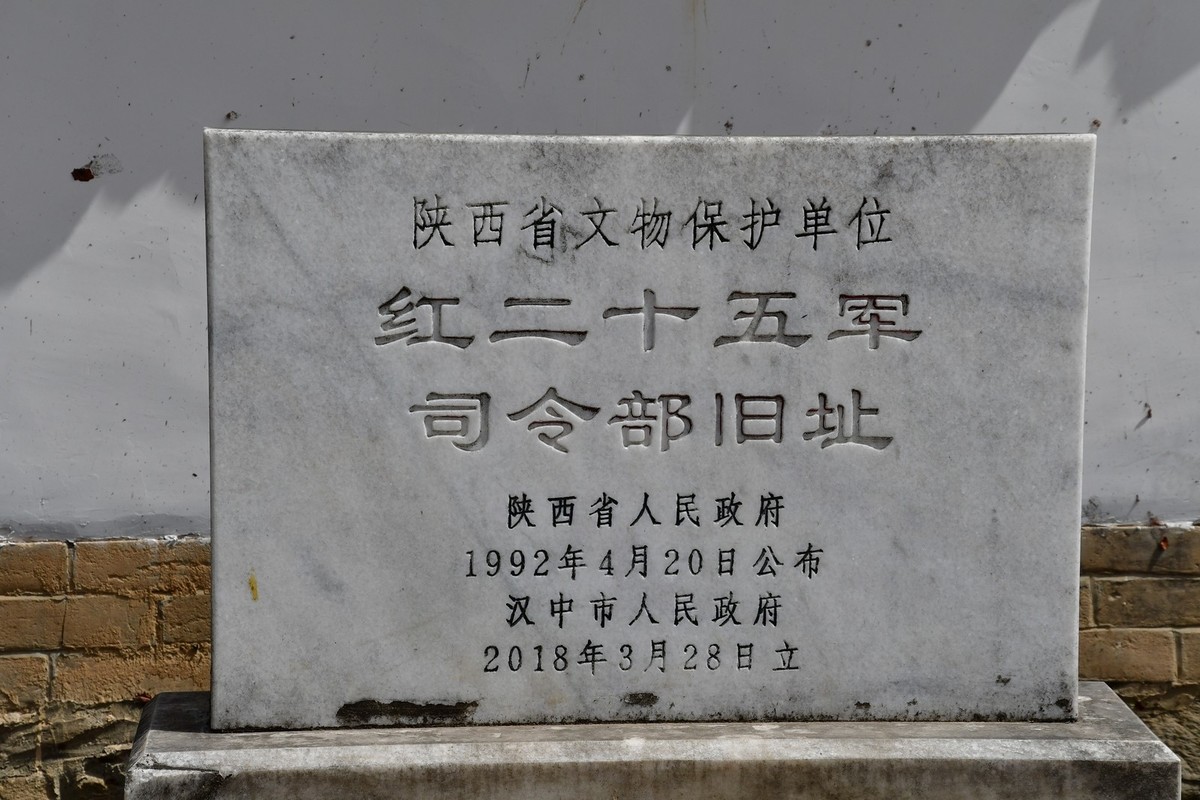 陕西省文物保护单位
红二十五军
司令部旧址
陕西省人民政府
1992年4月20日公布
汉中市人民政府
2018年3月28日立